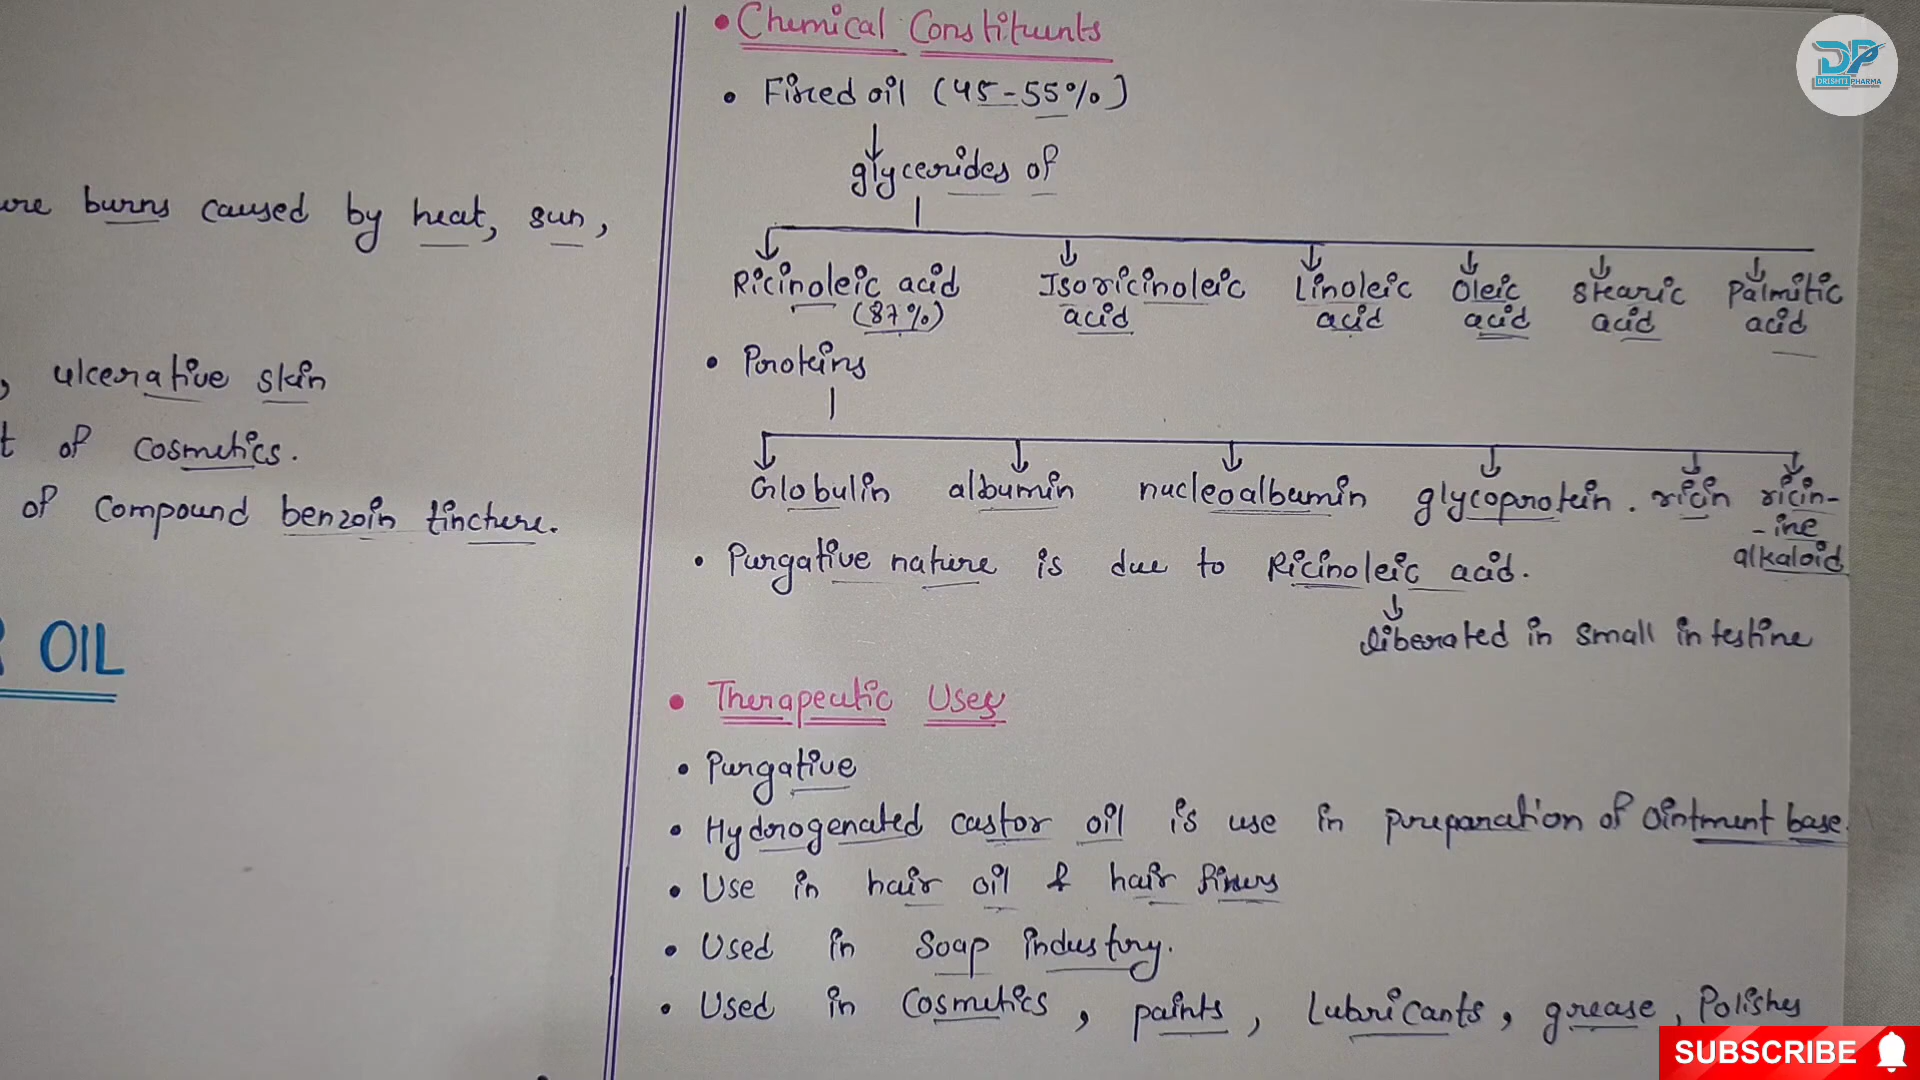 burns caused by heat, sun,
ulcerative skin
of cosmetics.
of compound benzoin tincture.
OIL
• Chemical Constituents
• Fixed oil (45-55%)
glycerides of
Ricinoleic acid Isoricinoleic Linoleic Oleic Stearic Palmitic
(87%) acid acid acid acid acid
• Proteins
Globulin albumin nucleoalbumin glycoprotein. ricin ricin-
-ine
alkaloid
• Purgative nature is due to Ricinoleic acid.
liberated in small intestine
• Therapeutic Uses
• Purgative
• Hydrogenated castor oil is use in preparation of ointment base.
• Use in hair oil & hair fixers
• Used in Soap industry.
• Used in Cosmetics, paints, Lubricants, grease, Polishes
DP
DRISHTI PHARMA
SUBSCRIBE